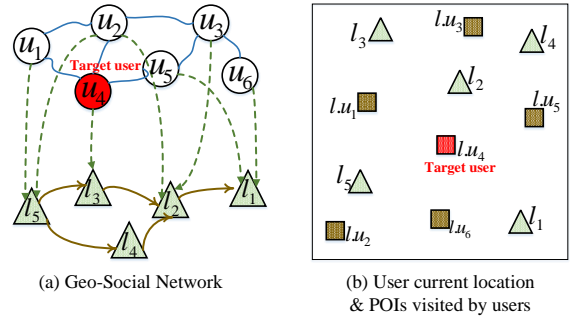 u₂
u₃
u₁
Target user
u₅
u₆
u₄
l₃
l₅
l₂
l₁
l₄
(a) Geo-Social Network
l.u₃
l₃
l₄
l₂
l.u₁
l.u₅
l.u₄
Target user
l₅
l.u₂
l.u₆
l₁
(b) User current location
& POIs visited by users